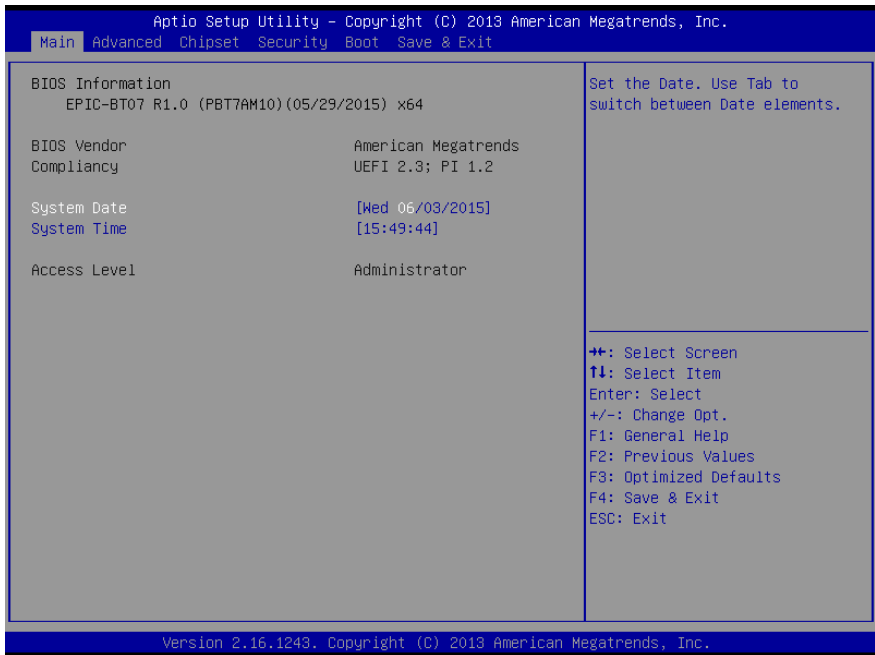 Aptio Setup Utility – Copyright (C) 2013 American Megatrends, Inc.
Main Advanced Chipset Security Boot Save & Exit
BIOS Information
EPIC-BT07 R1.0 (PBT7AM10)(05/29/2015) x64
BIOS Vendor American Megatrends
Compliancy UEFI 2.3; PI 1.2
System Date [Wed 06/03/2015]
System Time [15:49:44]
Access Level Administrator
Set the Date. Use Tab to
switch between Date elements.
→←: Select Screen
↑↓: Select Item
Enter: Select
+/-: Change Opt.
F1: General Help
F2: Previous Values
F3: Optimized Defaults
F4: Save & Exit
ESC: Exit
Version 2.16.1243. Copyright (C) 2013 American Megatrends, Inc.